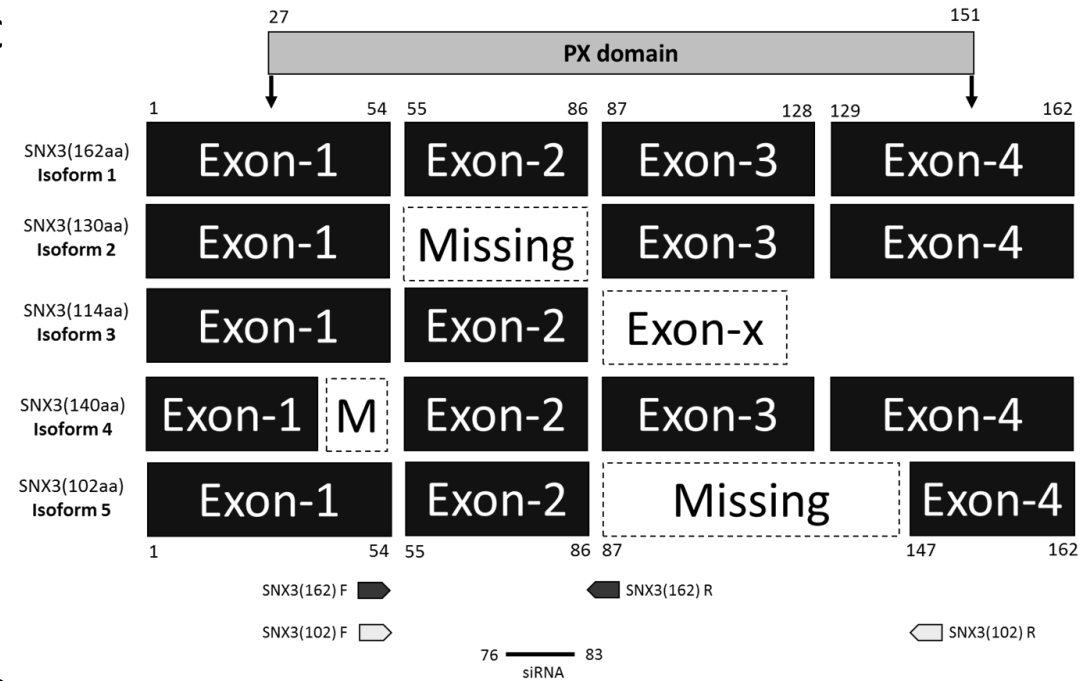 27 151
PX domain
1 54 55 86 87 128 129 162
SNX3(162aa)
Isoform 1
Exon-1 Exon-2 Exon-3 Exon-4
SNX3(130aa)
Isoform 2
Exon-1 Missing Exon-3 Exon-4
SNX3(114aa)
Isoform 3
Exon-1 Exon-2 Exon-x
SNX3(140aa)
Isoform 4
Exon-1 M Exon-2 Exon-3 Exon-4
SNX3(102aa)
Isoform 5
Exon-1 Exon-2 Missing Exon-4
1 54 55 86 87 147 162
SNX3(162) F SNX3(162) R
SNX3(102) F SNX3(102) R
76 83
siRNA